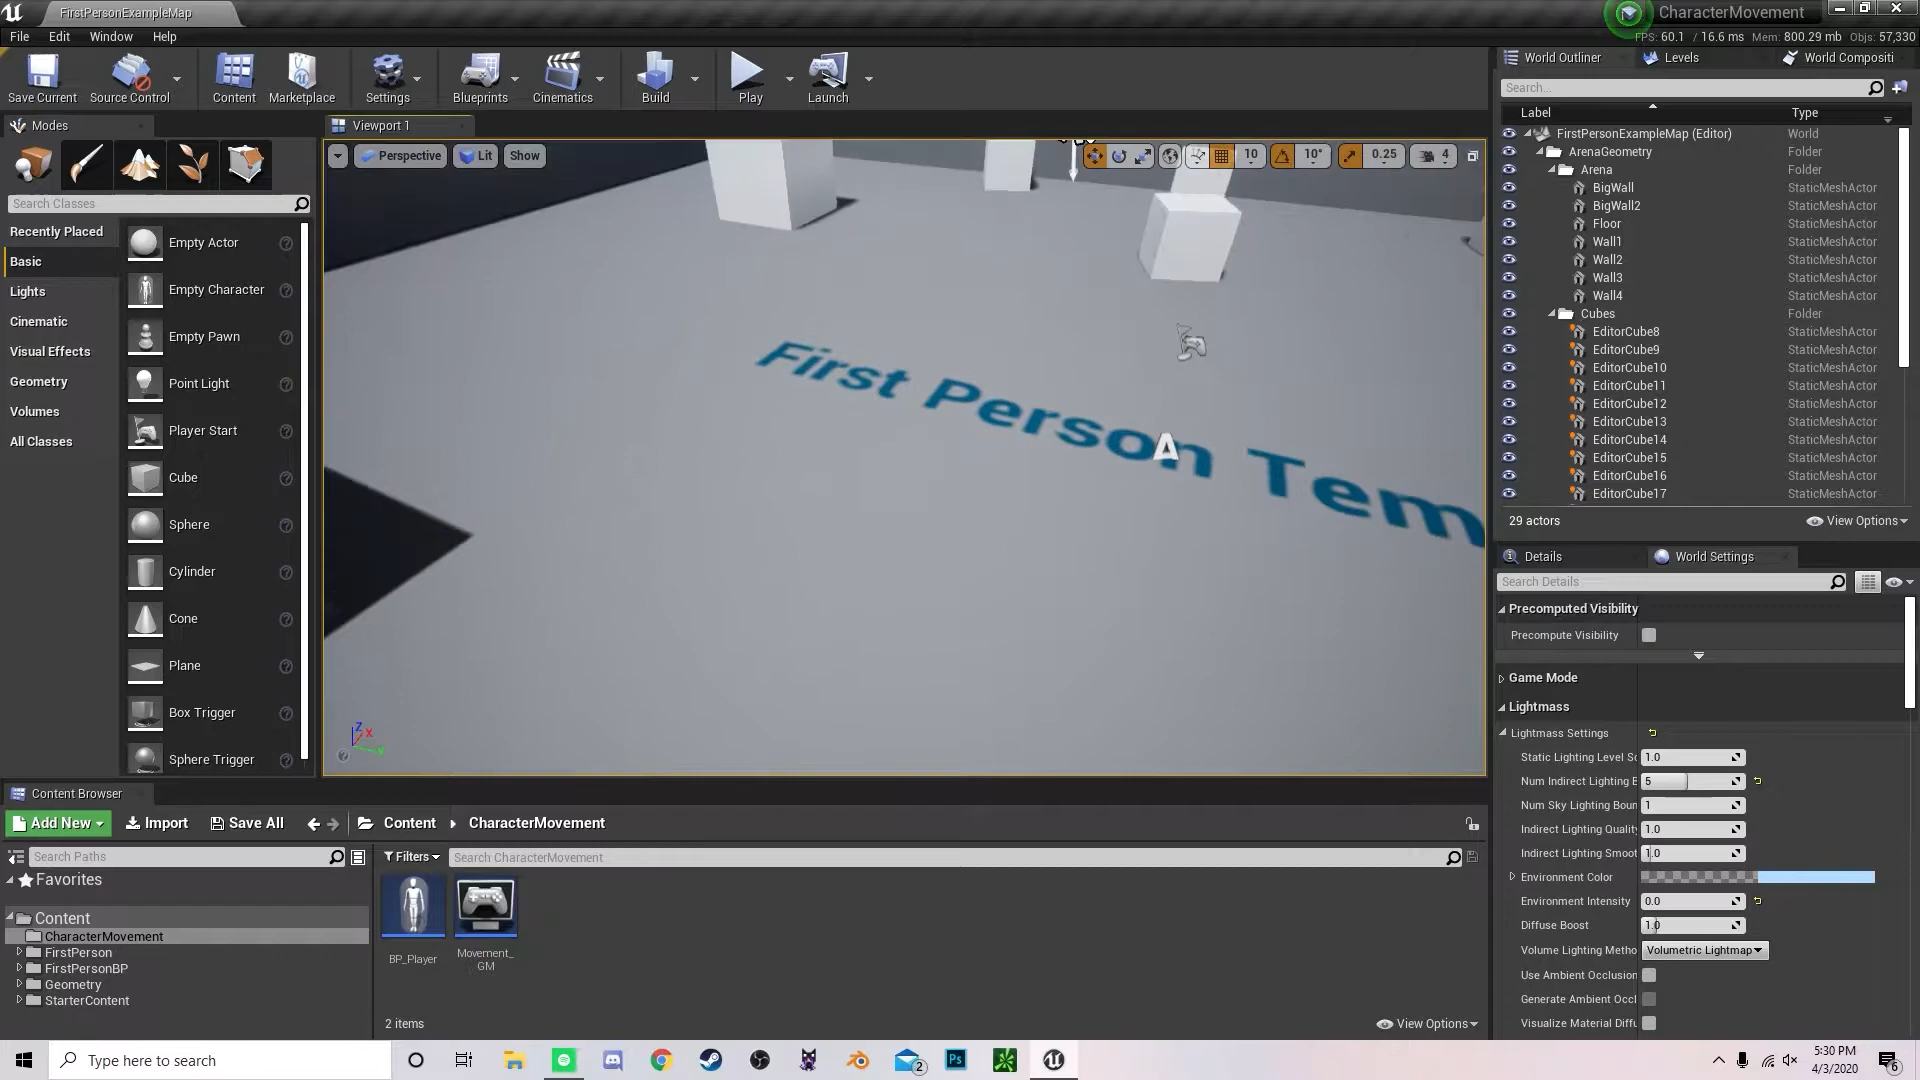 FirstPersonExampleMap
CharacterMovement
File Edit Window Help
FPS: 60.1 / 16.6 ms Mem: 800.29 mb Objs: 57,330
Save Current
Source Control
Content
Marketplace
Settings
Blueprints
Cinematics
Build
Play
Launch
World Outliner
Levels
World Compositi
Search...
Label
Type
FirstPersonExampleMap (Editor) World
ArenaGeometry Folder
Arena Folder
BigWall StaticMeshActor
BigWall2 StaticMeshActor
Floor StaticMeshActor
Wall1 StaticMeshActor
Wall2 StaticMeshActor
Wall3 StaticMeshActor
Wall4 StaticMeshActor
Cubes Folder
EditorCube8 StaticMeshActor
EditorCube9 StaticMeshActor
EditorCube10 StaticMeshActor
EditorCube11 StaticMeshActor
EditorCube12 StaticMeshActor
EditorCube13 StaticMeshActor
EditorCube14 StaticMeshActor
EditorCube15 StaticMeshActor
EditorCube16 StaticMeshActor
EditorCube17 StaticMeshActor
29 actors
View Options
Modes
Search Classes
Recently Placed
Basic
Lights
Cinematic
Visual Effects
Geometry
Volumes
All Classes
Empty Actor
Empty Character
Empty Pawn
Point Light
Player Start
Cube
Sphere
Cylinder
Cone
Plane
Box Trigger
Sphere Trigger
Viewport 1
Perspective
Lit
Show
10
10°
0.25
4
First Person Tem
A
Z X Y
Details
World Settings
Search Details
Precomputed Visibility
Precompute Visibility
Game Mode
Lightmass
Lightmass Settings
Static Lighting Level Sc 1.0
Num Indirect Lighting B 5
Num Sky Lighting Boun 1
Indirect Lighting Quality 1.0
Indirect Lighting Smoot 1.0
Environment Color
Environment Intensity 0.0
Diffuse Boost 1.0
Volume Lighting Metho Volumetric Lightmap
Use Ambient Occlusion
Generate Ambient Occl
Visualize Material Diffu
Content Browser
Add New
Import
Save All
Content
CharacterMovement
Search Paths
Filters
Search CharacterMovement
Favorites
Content
CharacterMovement
FirstPerson
FirstPersonBP
Geometry
StarterContent
BP_Player
Movement_
GM
2 items
View Options
Type here to search
2
Ps
5:30 PM
4/3/2020
6